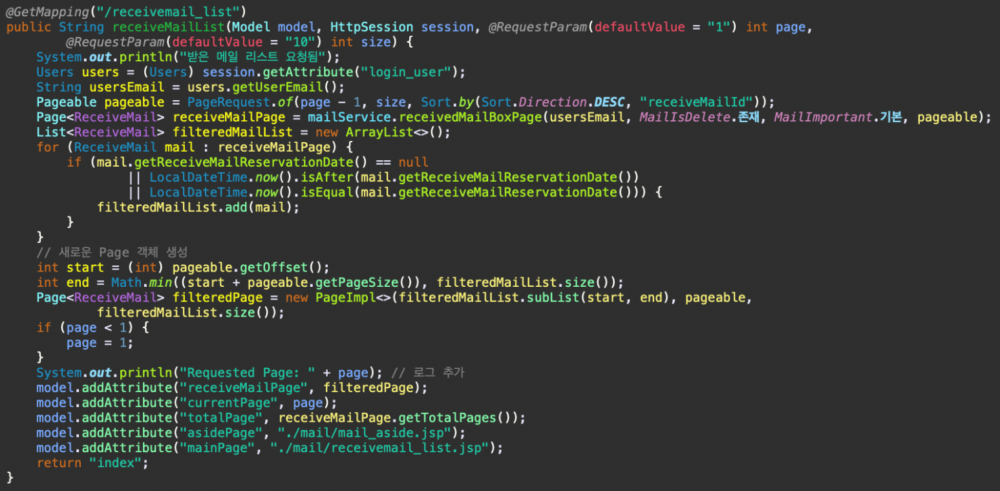 @GetMapping("/receivemail_list")
public String receiveMailList(Model model, HttpSession session, @RequestParam(defaultValue = "1") int page,
        @RequestParam(defaultValue = "10") int size) {
    System.out.println("받은 메일 리스트 요청됨");
    Users users = (Users) session.getAttribute("login_user");
    String usersEmail = users.getUserEmail();
    Pageable pageable = PageRequest.of(page - 1, size, Sort.by(Sort.Direction.DESC, "receiveMailId"));
    Page<ReceiveMail> receiveMailPage = mailService.receivedMailBoxPage(usersEmail, MailIsDelete.존재, MailImportant.기본, pageable);
    List<ReceiveMail> filteredMailList = new ArrayList<>();
    for (ReceiveMail mail : receiveMailPage) {
        if (mail.getReceiveMailReservationDate() == null
                || LocalDateTime.now().isAfter(mail.getReceiveMailReservationDate())
                || LocalDateTime.now().isEqual(mail.getReceiveMailReservationDate())) {
            filteredMailList.add(mail);
        }
    }
    // 새로운 Page 객체 생성
    int start = (int) pageable.getOffset();
    int end = Math.min((start + pageable.getPageSize()), filteredMailList.size());
    Page<ReceiveMail> filteredPage = new PageImpl<>(filteredMailList.subList(start, end), pageable,
            filteredMailList.size());
    if (page < 1) {
        page = 1;
    }
    System.out.println("Requested Page: " + page); // 로그 추가
    model.addAttribute("receiveMailPage", filteredPage);
    model.addAttribute("currentPage", page);
    model.addAttribute("totalPage", receiveMailPage.getTotalPages());
    model.addAttribute("asidePage", "./mail/mail_aside.jsp");
    model.addAttribute("mainPage", "./mail/receivemail_list.jsp");
    return "index";
}